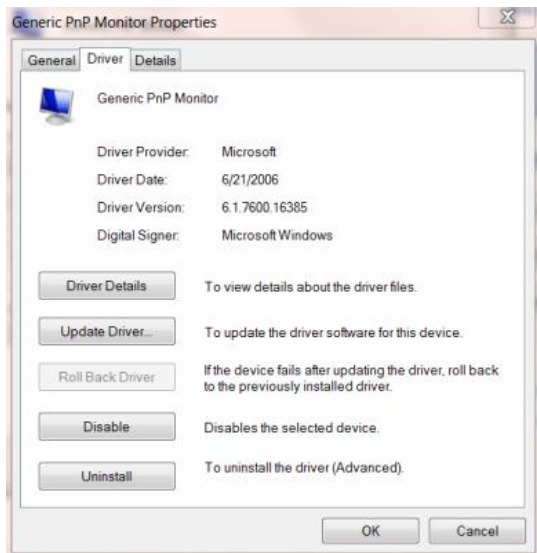 Generic PnP Monitor Properties
General Driver Details
Generic PnP Monitor
Driver Provider: Microsoft
Driver Date: 6/21/2006
Driver Version: 6.1.7600.16385
Digital Signer: Microsoft Windows
Driver Details To view details about the driver files.
Update Driver... To update the driver software for this device.
Roll Back Driver If the device fails after updating the driver, roll back
to the previously installed driver.
Disable Disables the selected device.
Uninstall To uninstall the driver (Advanced).
OK Cancel